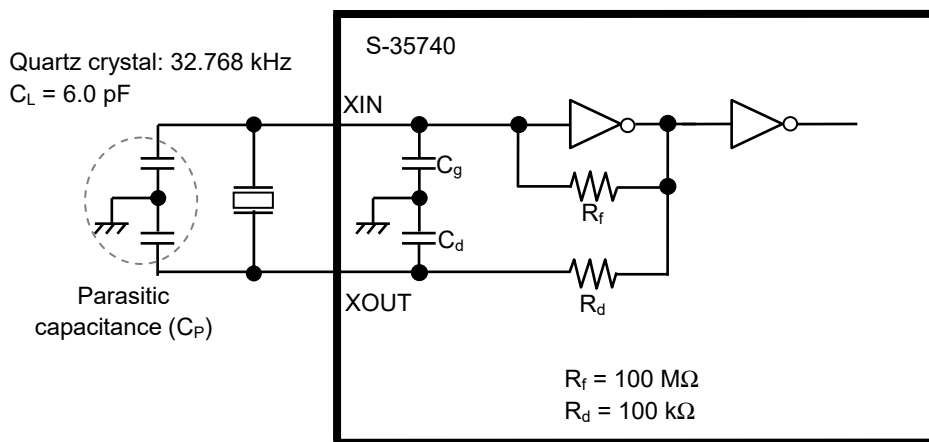 S-35740
Quartz crystal: 32.768 kHz
C_L = 6.0 pF
XIN
C_g
R_f
C_d
R_d
XOUT
Parasitic
capacitance (C_P)
R_f = 100 MΩ
R_d = 100 kΩ